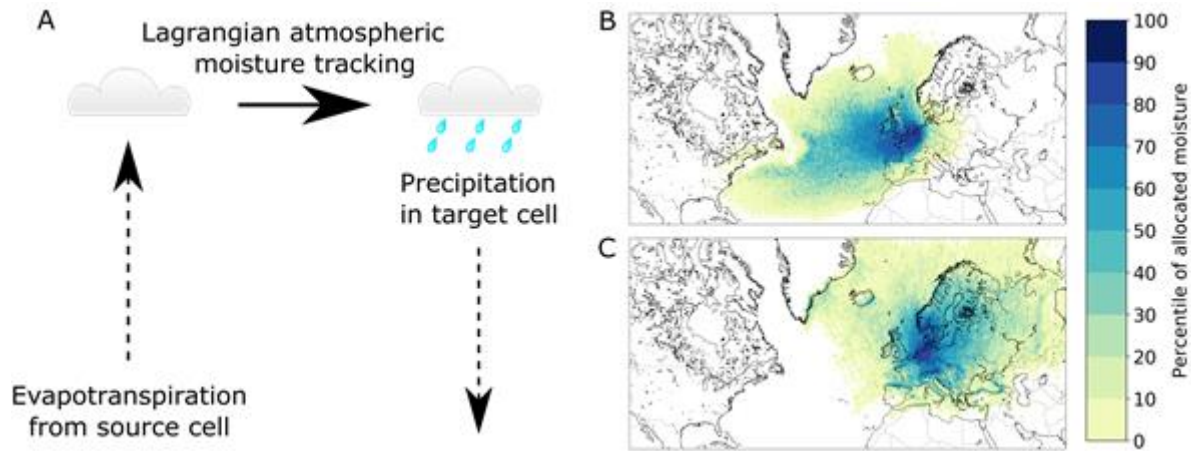 A
Lagrangian atmospheric
moisture tracking
Precipitation
in target cell
Evapotranspiration
from source cell
B
C
100
90
80
70
60
50
40
30
20
10
0
Percentile of allocated moisture